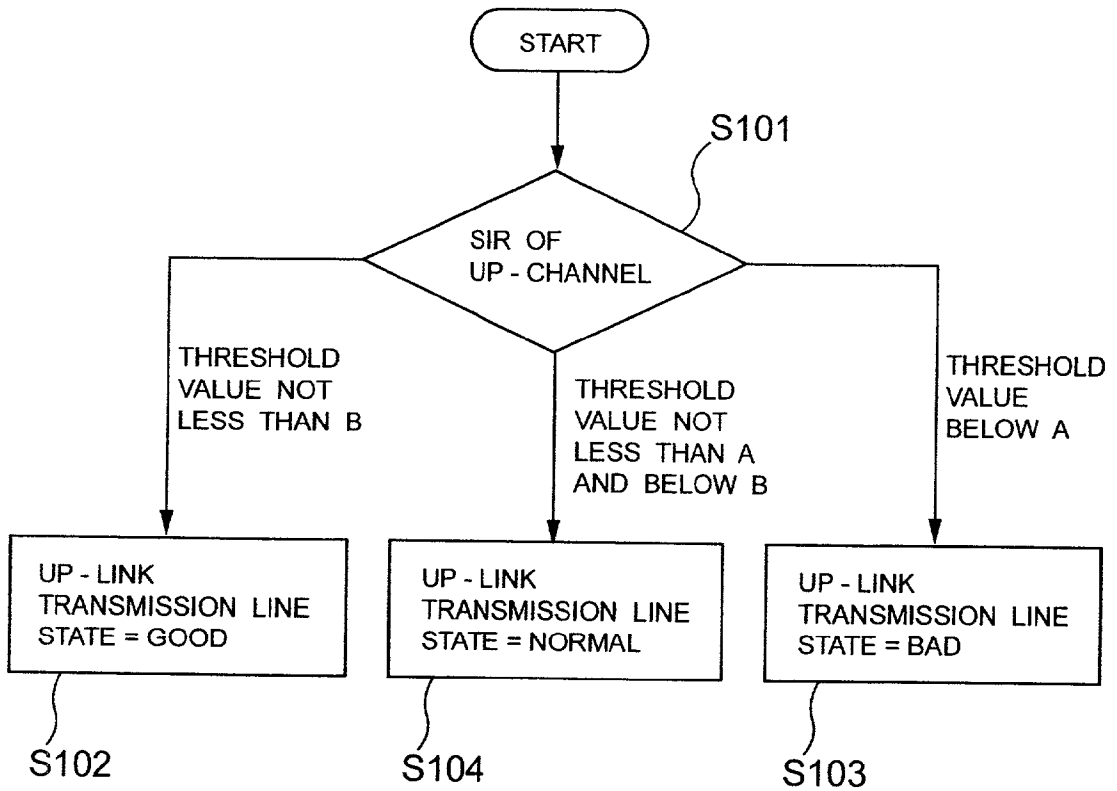 START
S101
SIR OF
UP - CHANNEL
THRESHOLD
VALUE NOT
LESS THAN B
THRESHOLD
VALUE NOT
LESS THAN A
AND BELOW B
THRESHOLD
VALUE
BELOW A
UP - LINK
TRANSMISSION LINE
STATE = GOOD
UP - LINK
TRANSMISSION LINE
STATE = NORMAL
UP - LINK
TRANSMISSION LINE
STATE = BAD
S102
S104
S103